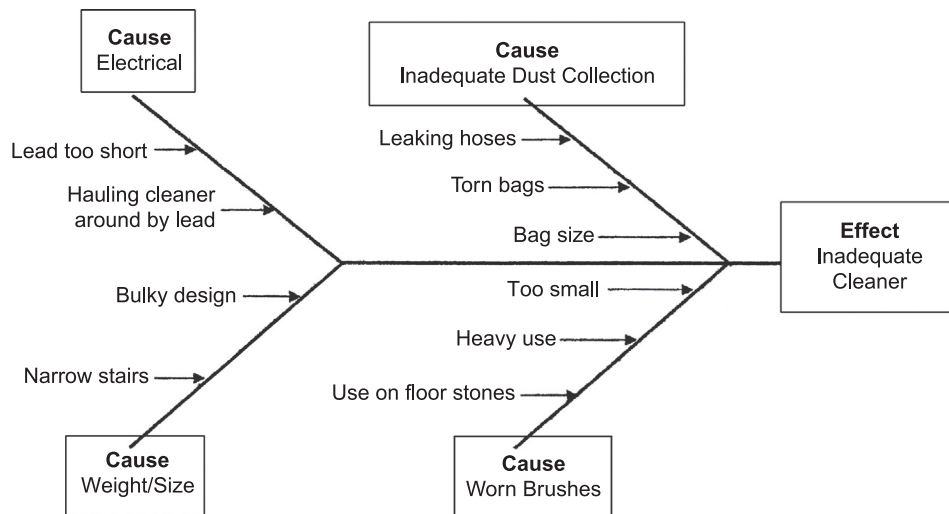 Cause
Electrical
Cause
Inadequate Dust Collection
Lead too short
Hauling cleaner
around by lead
Leaking hoses
Torn bags
Bag size
Effect
Inadequate
Cleaner
Bulky design
Narrow stairs
Too small
Heavy use
Use on floor stones
Cause
Weight/Size
Cause
Worn Brushes